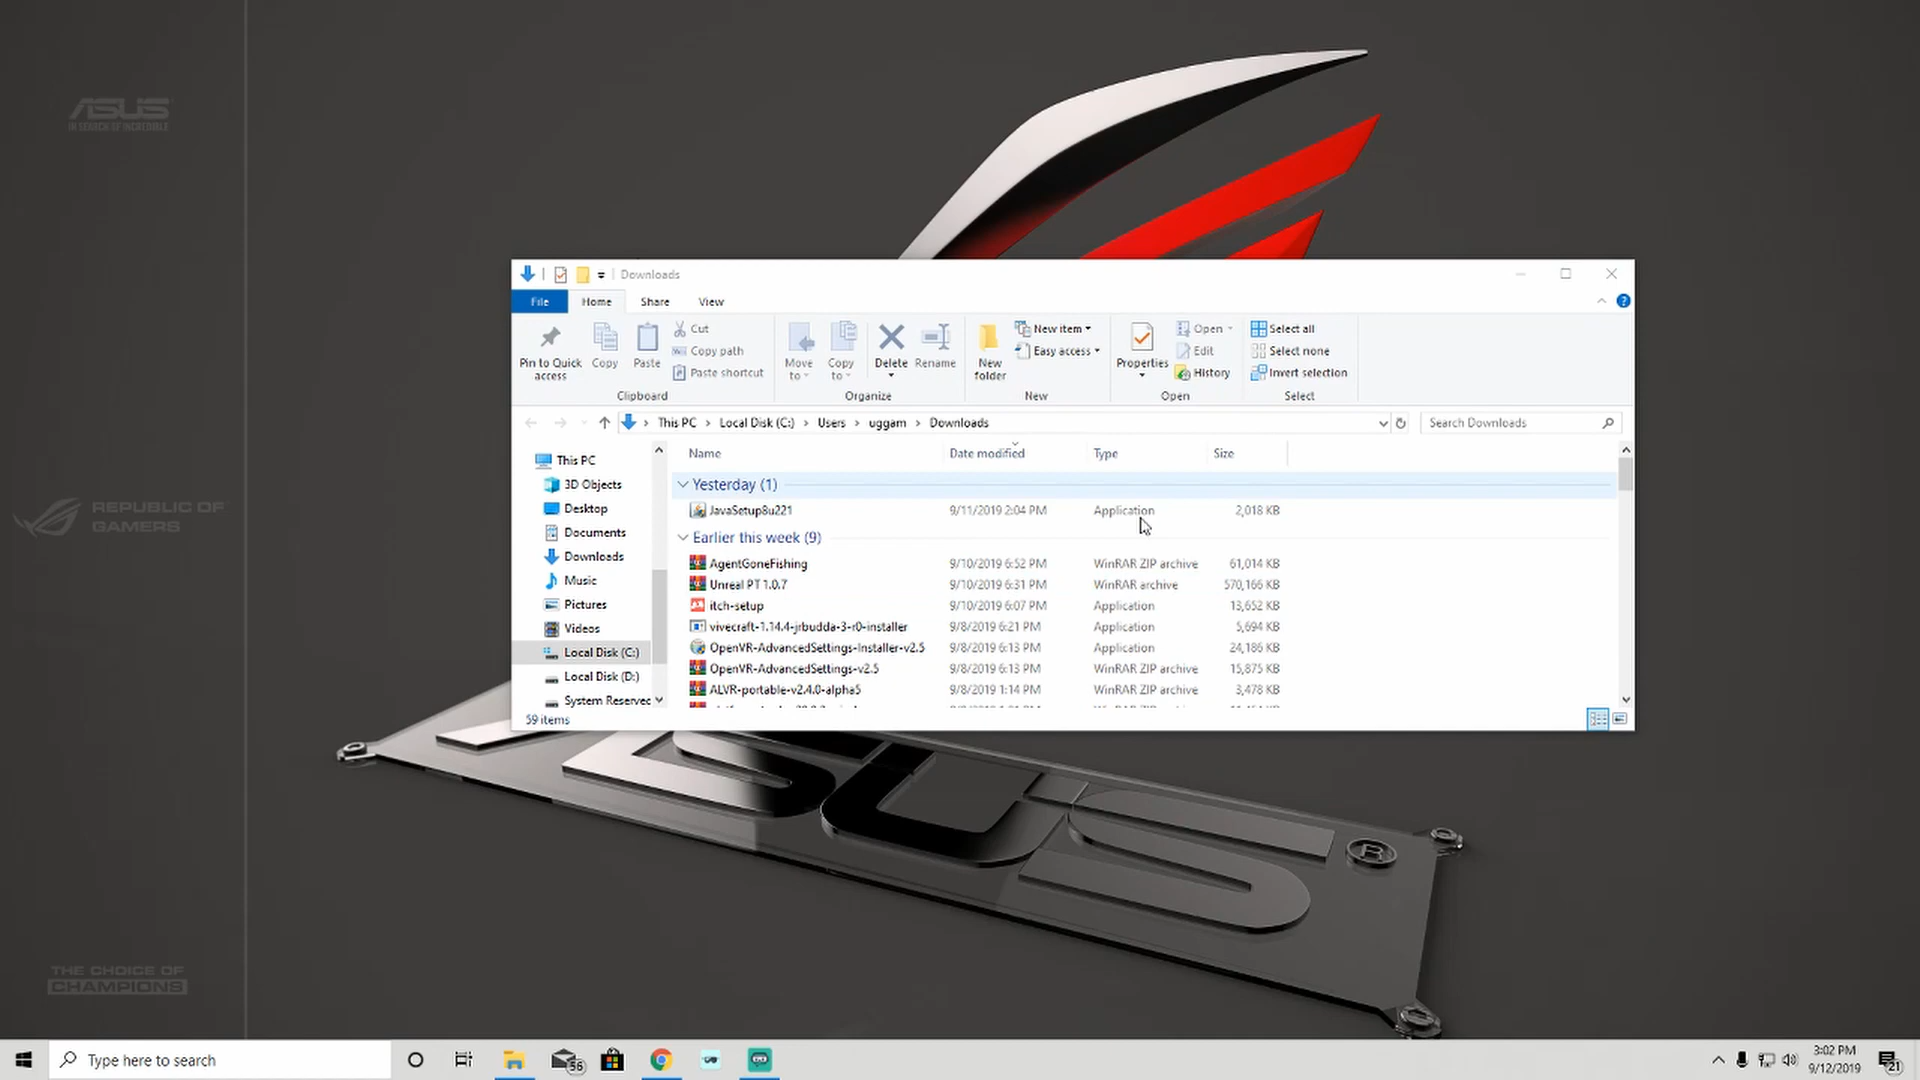 ASUS
IN SEARCH OF INCREDIBLE
Downloads
File Home Share View
Pin to Quick access
Copy
Paste
Cut
Copy path
Paste shortcut
Clipboard
Move to
Copy to
Delete
Rename
Organize
New folder
New item
Easy access
New
Properties
Open
Edit
History
Open
Select all
Select none
Invert selection
Select
This PC › Local Disk (C:) › Users › uggam › Downloads
Search Downloads
This PC
3D Objects
Desktop
Documents
Downloads
Music
Pictures
Videos
Local Disk (C:)
Local Disk (D:)
System Reserved
Name Date modified Type Size
Yesterday (1)
JavaSetup8u221 9/11/2019 2:04 PM Application 2,018 KB
Earlier this week (9)
AgentGoneFishing 9/10/2019 6:52 PM WinRAR ZIP archive 61,014 KB
Unreal PT 1.0.7 9/10/2019 6:31 PM WinRAR archive 570,166 KB
itch-setup 9/10/2019 6:07 PM Application 13,652 KB
vivecraft-1.14.4-jrbudda-3-r0-installer 9/8/2019 6:21 PM Application 5,694 KB
OpenVR-AdvancedSettings-Installer-v2.5 9/8/2019 6:13 PM Application 24,186 KB
OpenVR-AdvancedSettings-v2.5 9/8/2019 6:13 PM WinRAR ZIP archive 15,875 KB
ALVR-portable-v2.4.0-alpha5 9/8/2019 1:14 PM WinRAR ZIP archive 3,478 KB
59 items
REPUBLIC OF
GAMERS
ASUS
R
THE CHOICE OF
CHAMPIONS
Type here to search
56
3:02 PM
9/12/2019
21